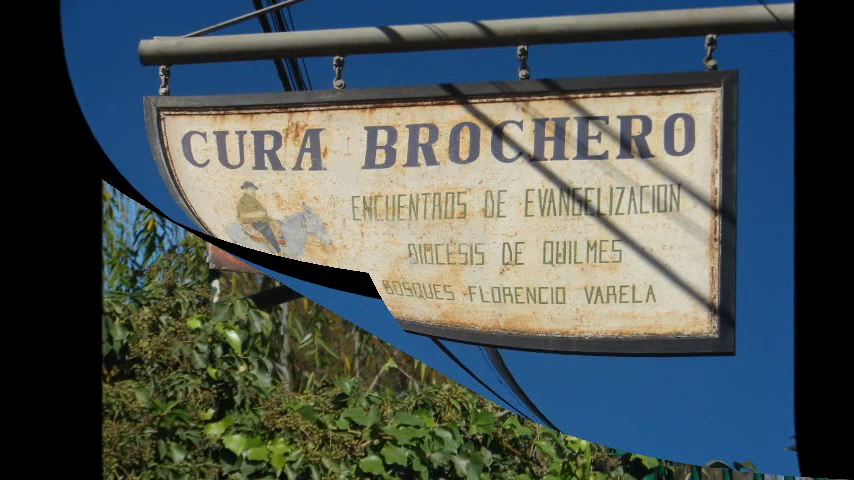 CURA BROCHERO
ENCUENTROS DE EVANGELIZACION
DIOCESIS DE QUILMES
BOSQUES-FLORENCIO VARELA